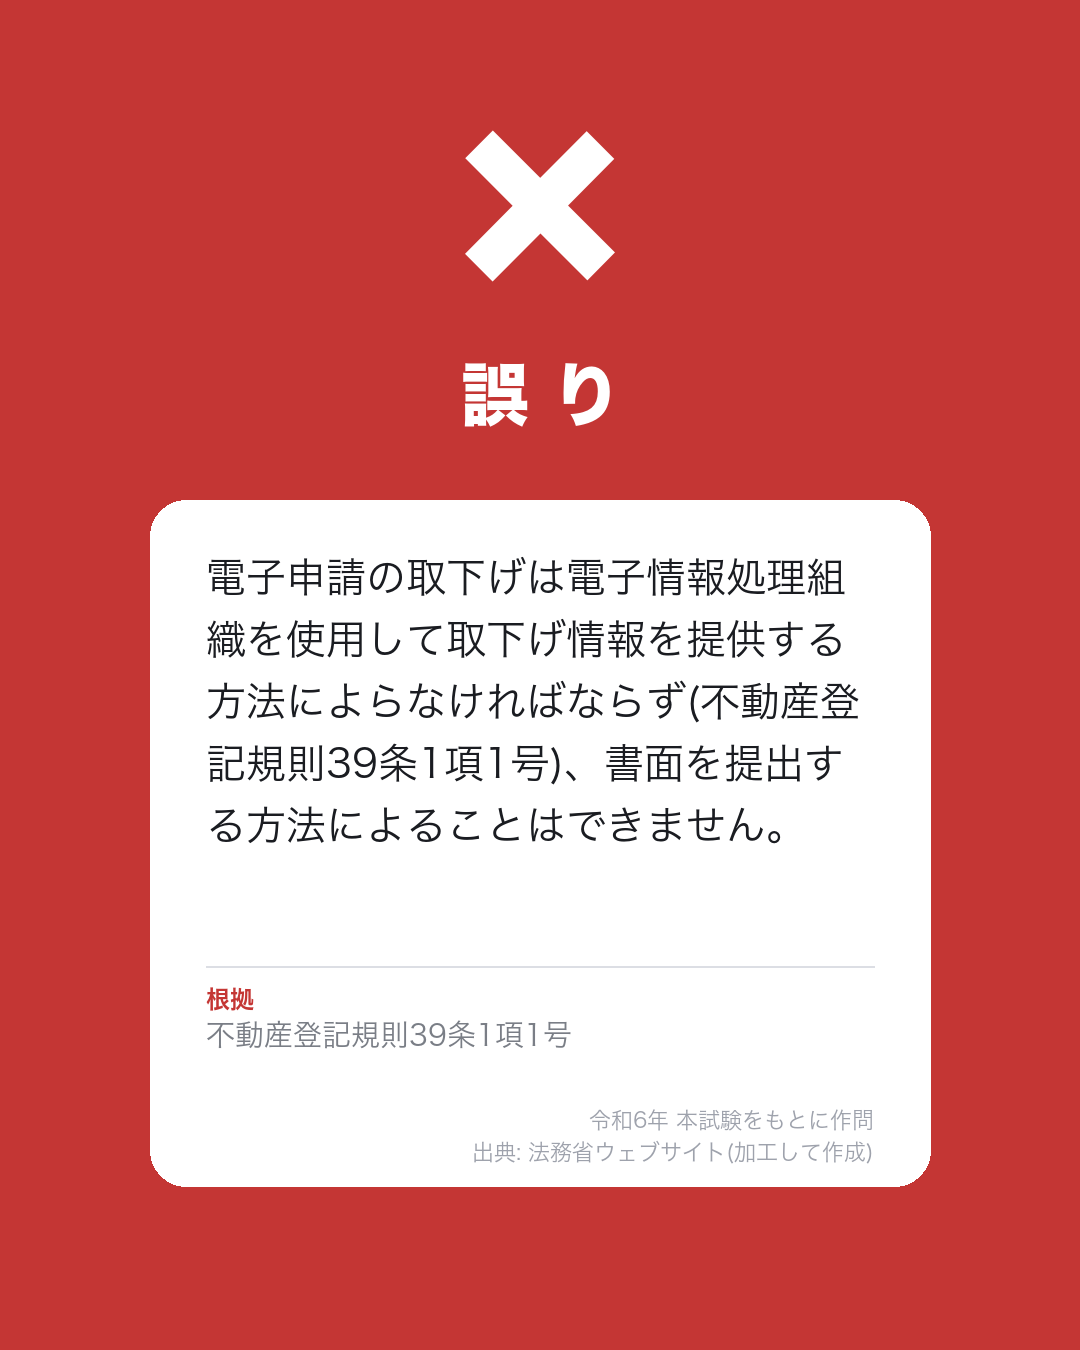 誤り
電子申請の取下げは電子情報処理組
織を使用して取下げ情報を提供する
方法によらなければならず(不動産登
記規則39条1項1号)、書面を提出す
る方法によることはできません。
根拠
不動産登記規則39条1項1号
令和6年 本試験をもとに作問
出典: 法務省ウェブサイト(加工して作成)